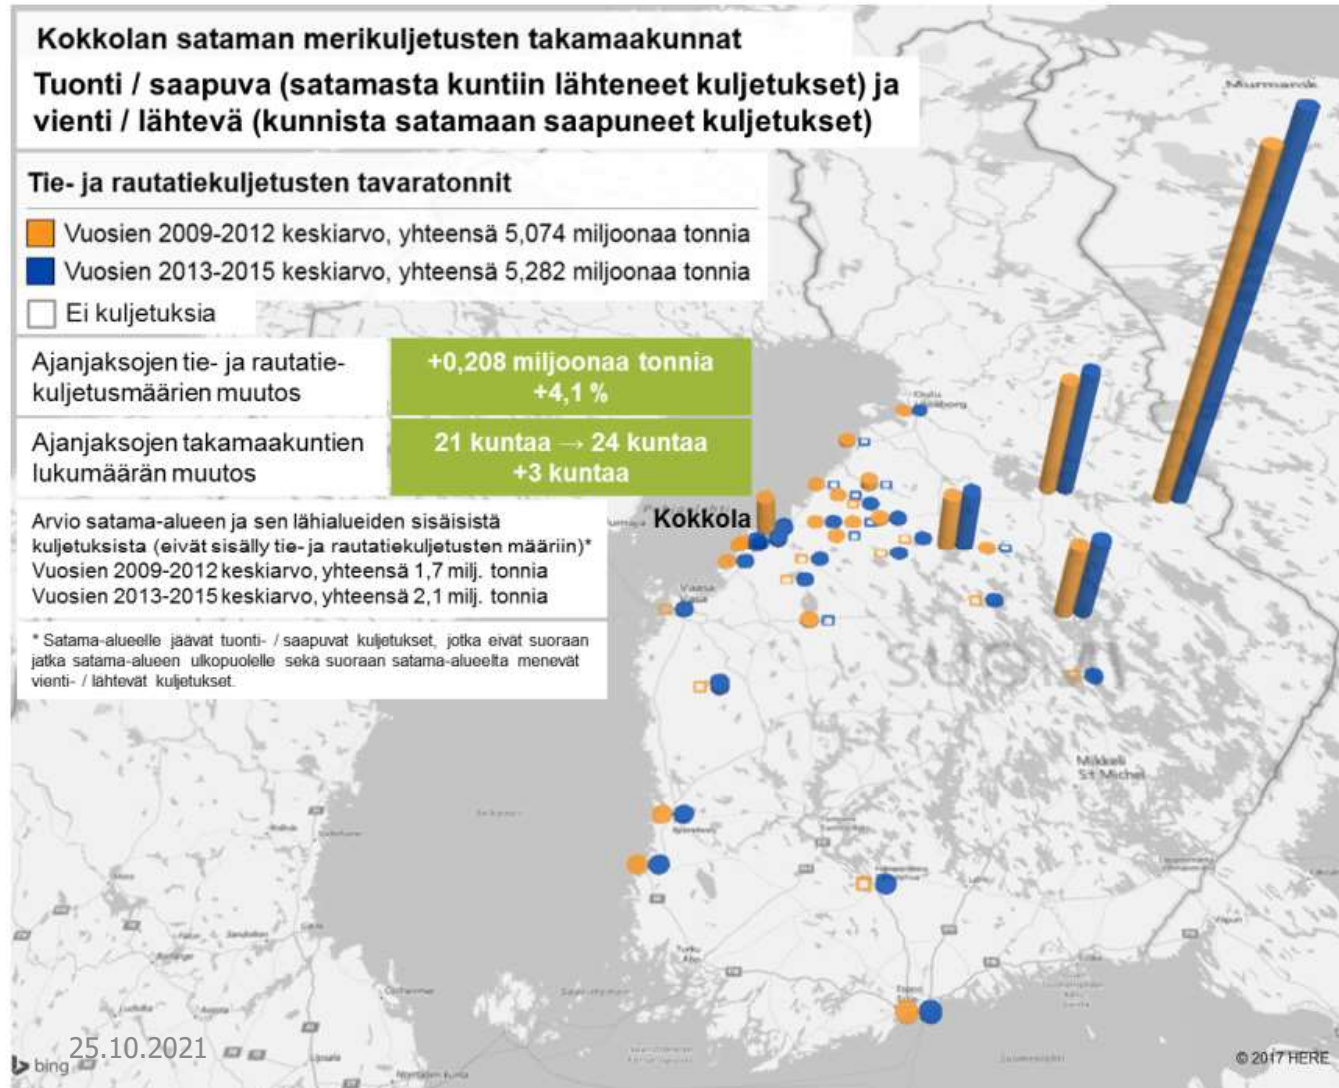 Kokkolan sataman merikuljetusten takamaakunnat
Tuonti / saapuva (satamasta kuntiin lähteneet kuljetukset) ja
vienti / lähtevä (kunnista satamaan saapuneet kuljetukset)
Tie- ja rautatiekuljetusten tavaratonnit
Vuosien 2009-2012 keskiarvo, yhteensä 5,074 miljoonaa tonnia
Vuosien 2013-2015 keskiarvo, yhteensä 5,282 miljoonaa tonnia
Ei kuljetuksia
Ajanjaksojen tie- ja rautatie-
kuljetusmäärien muutos
+0,208 miljoonaa tonnia
+4,1 %
Ajanjaksojen takamaakuntien
lukumäärän muutos
21 kuntaa → 24 kuntaa
+3 kuntaa
Arvio satama-alueen ja sen lähialueiden sisäisistä
kuljetuksista (eivät sisälly tie- ja rautatiekuljetusten määriin)*
Vuosien 2009-2012 keskiarvo, yhteensä 1,7 milj. tonnia
Vuosien 2013-2015 keskiarvo, yhteensä 2,1 milj. tonnia
* Satama-alueelle jäävät tuonti- / saapuvat kuljetukset, jotka eivät suoraan
jatka satama-alueen ulkopuolelle sekä suoraan satama-alueelta menevät
vienti- / lähtevät kuljetukset.
Murmansk
Kokkola
Vaasa
Vasa
SUOMI
Mikkeli
S:t Michel
Turku
Åbo
Espoo
25.10.2021
bing
© 2017 HERE